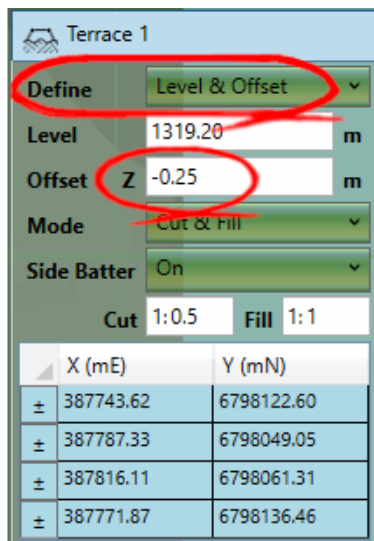 Terrace 1
Define Level & Offset
Level 1319.20 m
Offset Z -0.25 m
Mode Cut & Fill
Side Batter On
Cut 1:0.5 Fill 1:1
X (mE) Y (mN)
± 387743.62 6798122.60
± 387787.33 6798049.05
± 387816.11 6798061.31
± 387771.87 6798136.46